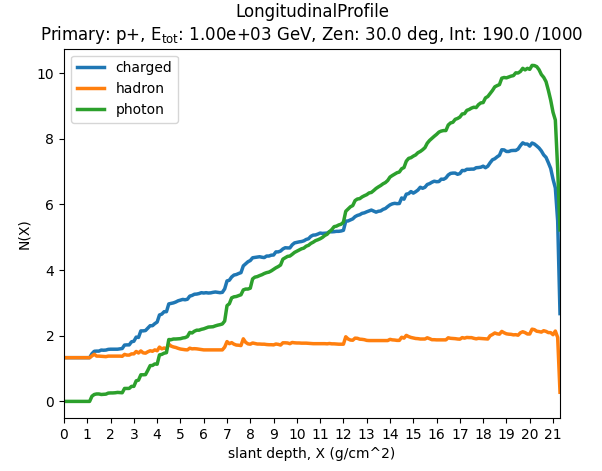 LongitudinalProfile
Primary: p+, E_tot: 1.00e+03 GeV, Zen: 30.0 deg, Int: 190.0 /1000
charged
hadron
photon
N(X)
10
8
6
4
2
0
0 1 2 3 4 5 6 7 8 9 10 11 12 13 14 15 16 17 18 19 20 21
slant depth, X (g/cm^2)